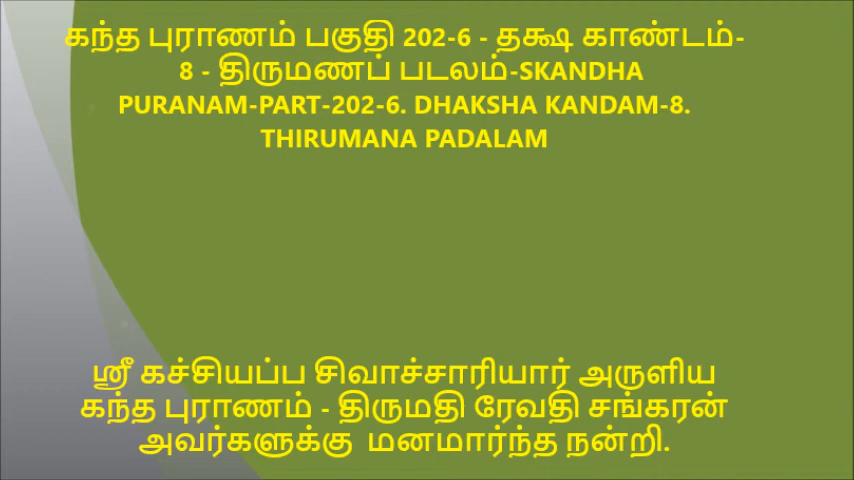 கந்த புராணம் பகுதி 202-6 - தக்ஷ காண்டம்-
8 - திருமணப் படலம்-SKANDHA
PURANAM-PART-202-6. DHAKSHA KANDAM-8.
THIRUMANA PADALAM
ஸ்ரீ கச்சியப்ப சிவாச்சாரியார் அருளிய
கந்த புராணம் - திருமதி ரேவதி சங்கரன்
அவர்களுக்கு மனமார்ந்த நன்றி.